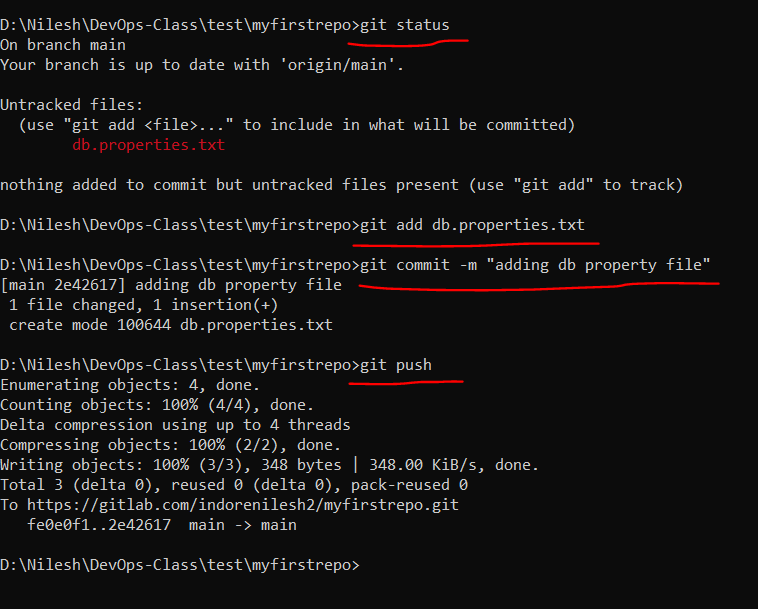 D:\Nilesh\DevOps-Class\test\myfirstrepo>git status
On branch main
Your branch is up to date with 'origin/main'.
Untracked files:
  (use "git add <file>..." to include in what will be committed)
        db.properties.txt
nothing added to commit but untracked files present (use "git add" to track)
D:\Nilesh\DevOps-Class\test\myfirstrepo>git add db.properties.txt
D:\Nilesh\DevOps-Class\test\myfirstrepo>git commit -m "adding db property file"
[main 2e42617] adding db property file
 1 file changed, 1 insertion(+)
 create mode 100644 db.properties.txt
D:\Nilesh\DevOps-Class\test\myfirstrepo>git push
Enumerating objects: 4, done.
Counting objects: 100% (4/4), done.
Delta compression using up to 4 threads
Compressing objects: 100% (2/2), done.
Writing objects: 100% (3/3), 348 bytes | 348.00 KiB/s, done.
Total 3 (delta 0), reused 0 (delta 0), pack-reused 0
To https://gitlab.com/indorenilesh2/myfirstrepo.git
   fe0e0f1..2e42617  main -> main
D:\Nilesh\DevOps-Class\test\myfirstrepo>